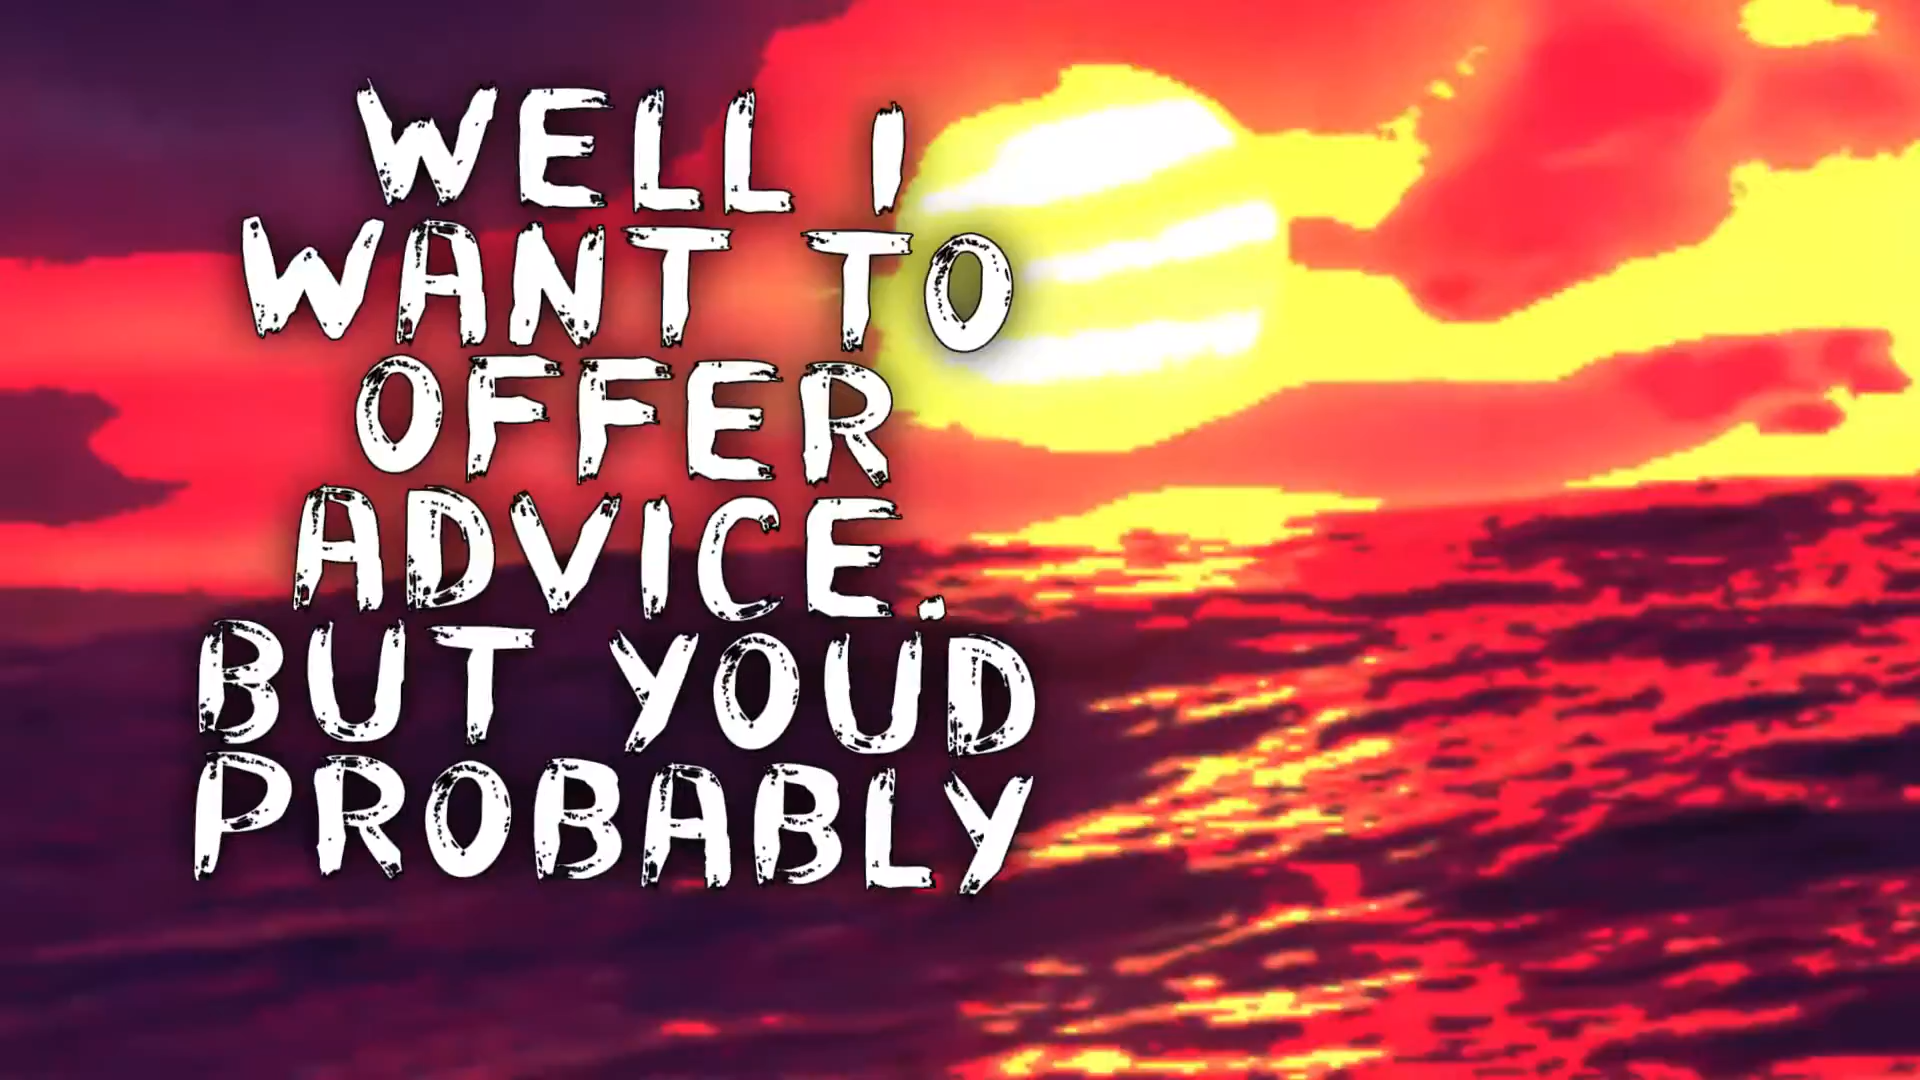 WELL I
WANT TO
OFFER
ADVICE.
BUT YOUD
PROBABLY